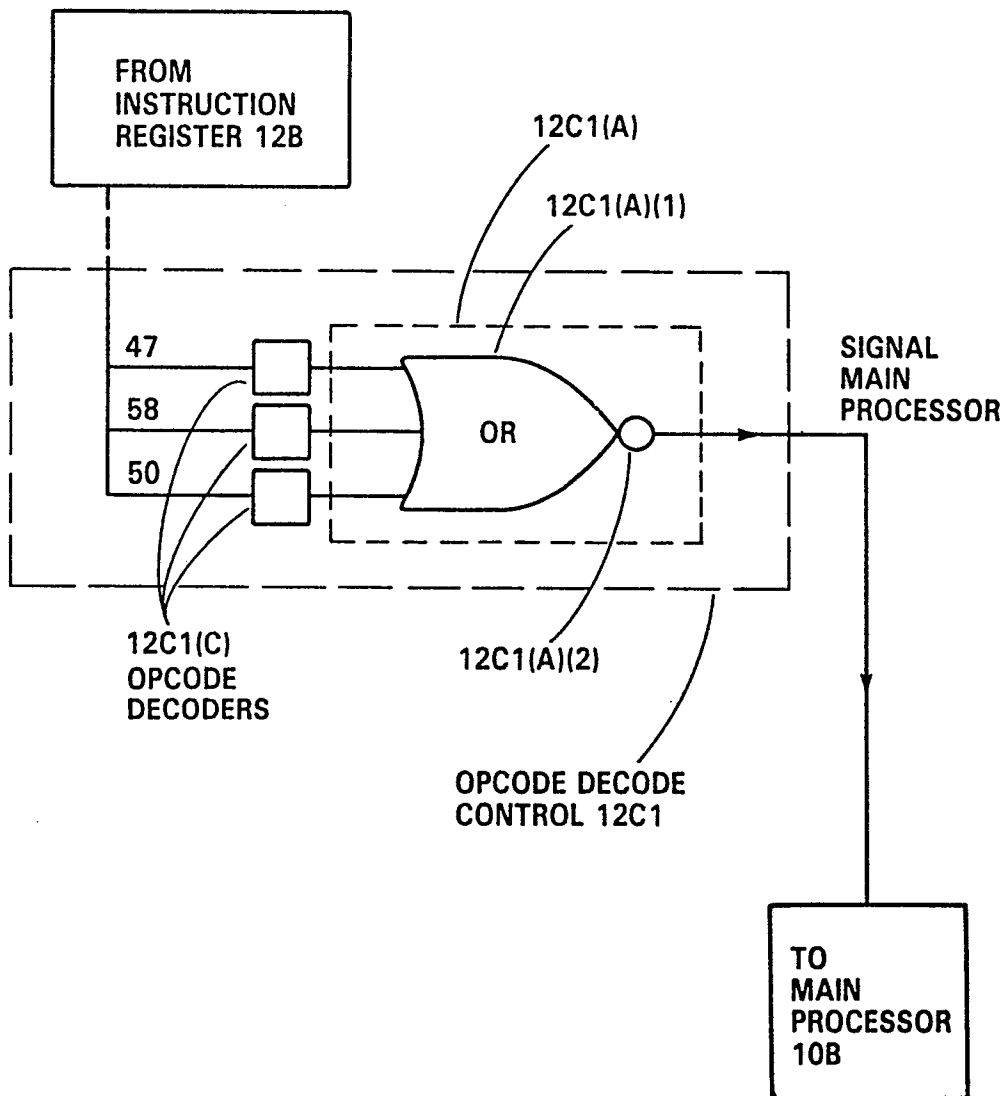 FROM
INSTRUCTION
REGISTER 12B
12C1(A)
12C1(A)(1)
47
58
50
OR
SIGNAL
MAIN
PROCESSOR
12C1(C)
OPCODE
DECODERS
12C1(A)(2)
OPCODE DECODE
CONTROL 12C1
TO
MAIN
PROCESSOR
10B